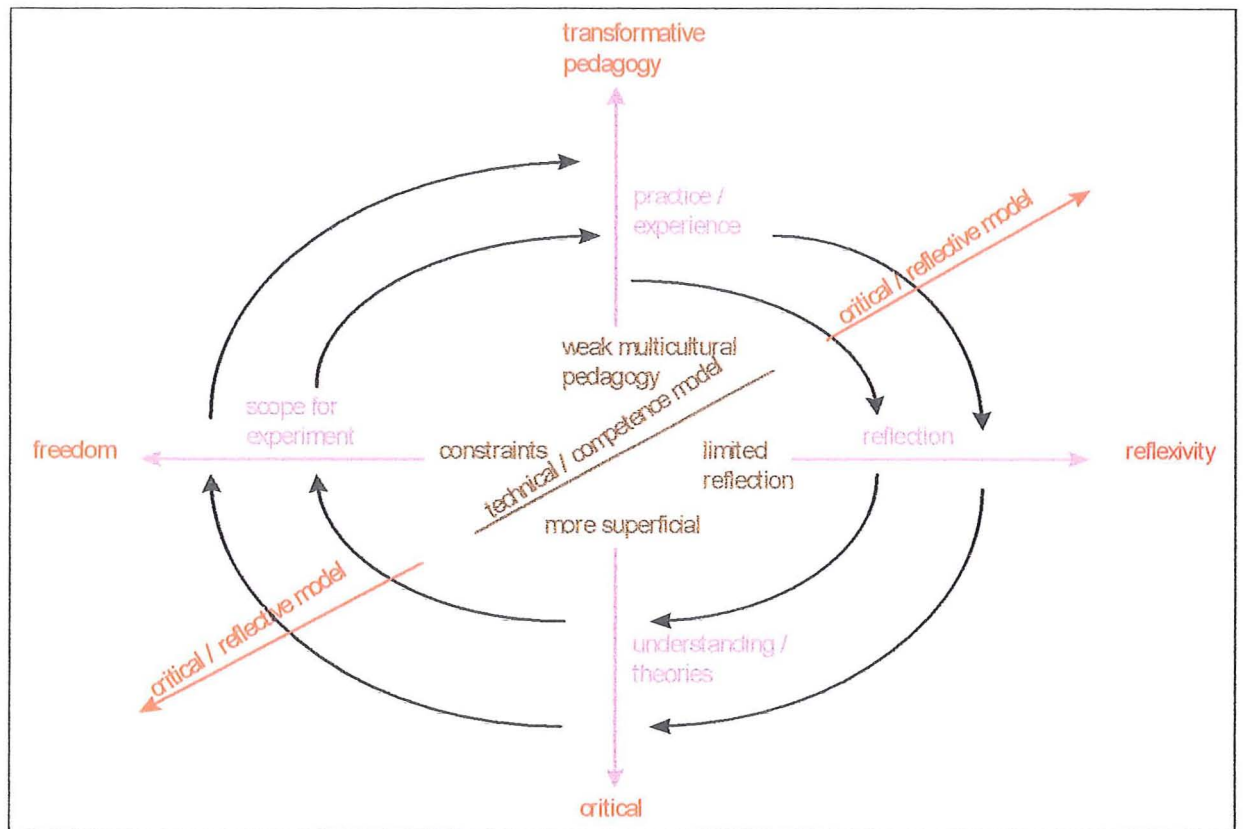 transformative
pedagogy
practice /
experience
critical / reflective model
weak multicultural
pedagogy
technical / competence model
scope for
experiment
freedom
constraints
limited
reflection
reflection
reflexivity
more superficial
critical / reflective model
understanding /
theories
critical